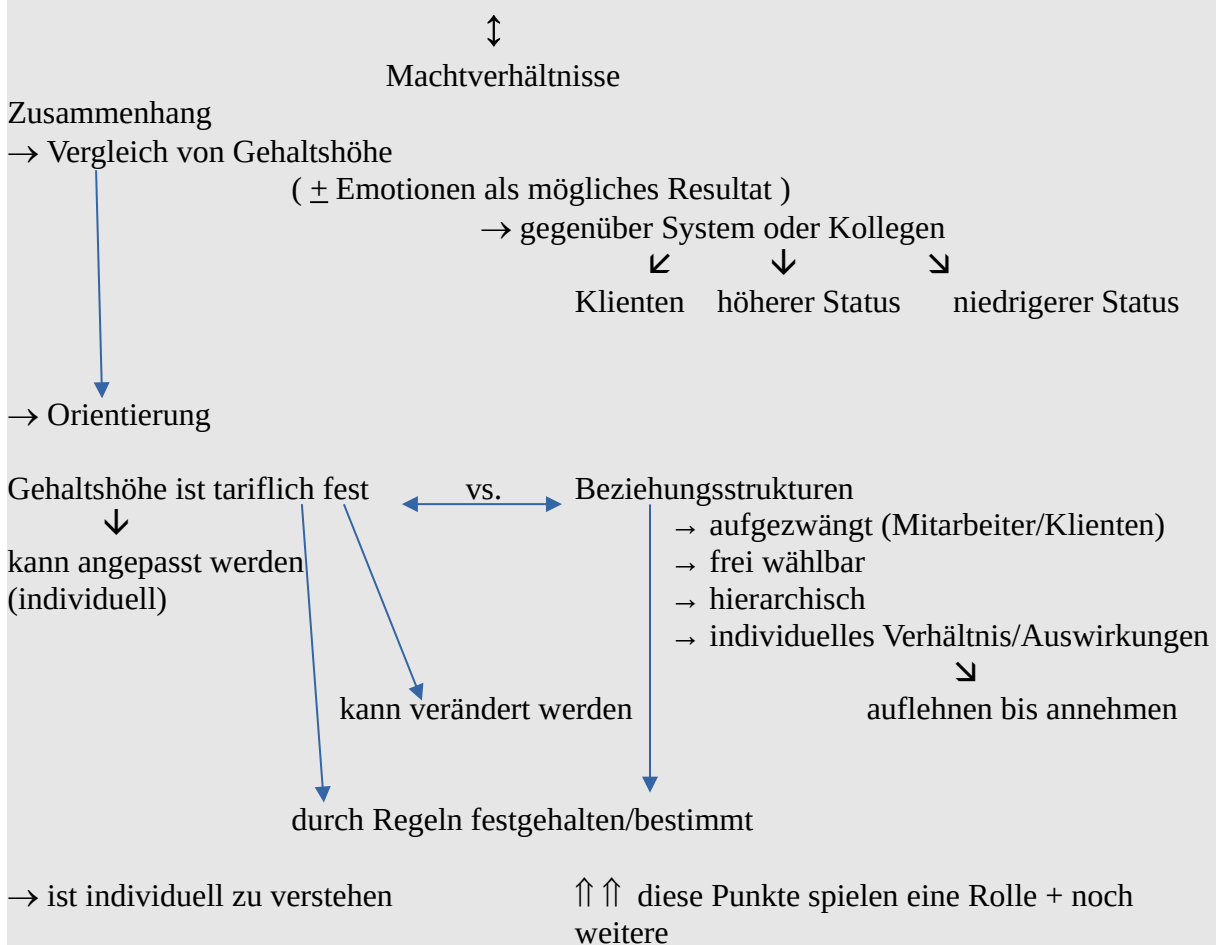 ↕
Machtverhältnisse
Zusammenhang
→ Vergleich von Gehaltshöhe
( ± Emotionen als mögliches Resultat )
→ gegenüber System oder Kollegen
↙ ↓ ↘
Klienten höherer Status niedrigerer Status
→ Orientierung
Gehaltshöhe ist tariflich fest vs. Beziehungsstrukturen
↓ → aufgezwängt (Mitarbeiter/Klienten)
kann angepasst werden → frei wählbar
(individuell) → hierarchisch
→ individuelles Verhältnis/Auswirkungen
↘
kann verändert werden auflehnen bis annehmen
durch Regeln festgehalten/bestimmt
→ ist individuell zu verstehen ⇑ ⇑ diese Punkte spielen eine Rolle + noch
weitere